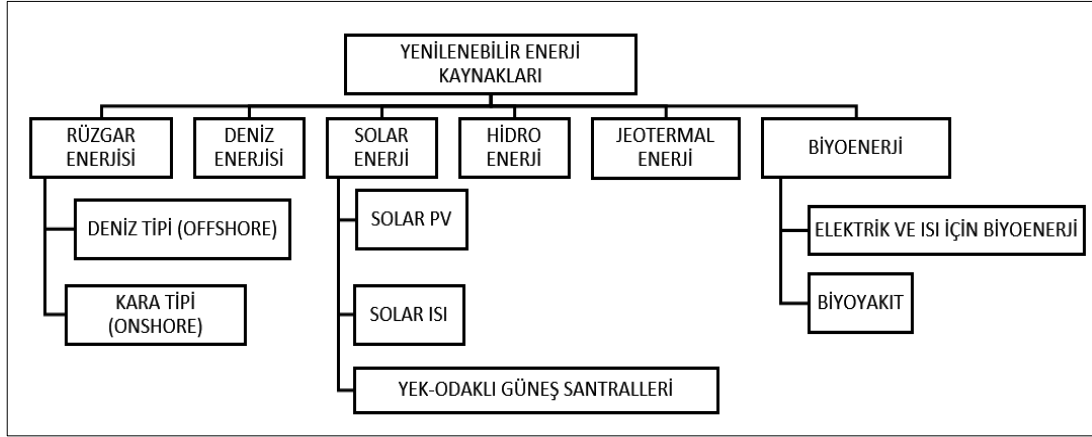 YENİLENEBİLİR ENERJİ
KAYNAKLARI
RÜZGAR
ENERJİSİ
DENİZ
ENERJİSİ
SOLAR
ENERJİ
HİDRO
ENERJİ
JEOTERMAL
ENERJİ
BİYOENERJİ
DENİZ TİPİ (OFFSHORE)
KARA TİPİ
(ONSHORE)
SOLAR PV
SOLAR ISI
YEK-ODAKLI GÜNEŞ SANTRALLERİ
ELEKTRİK VE ISI İÇİN BİYOENERJİ
BİYOYAKIT